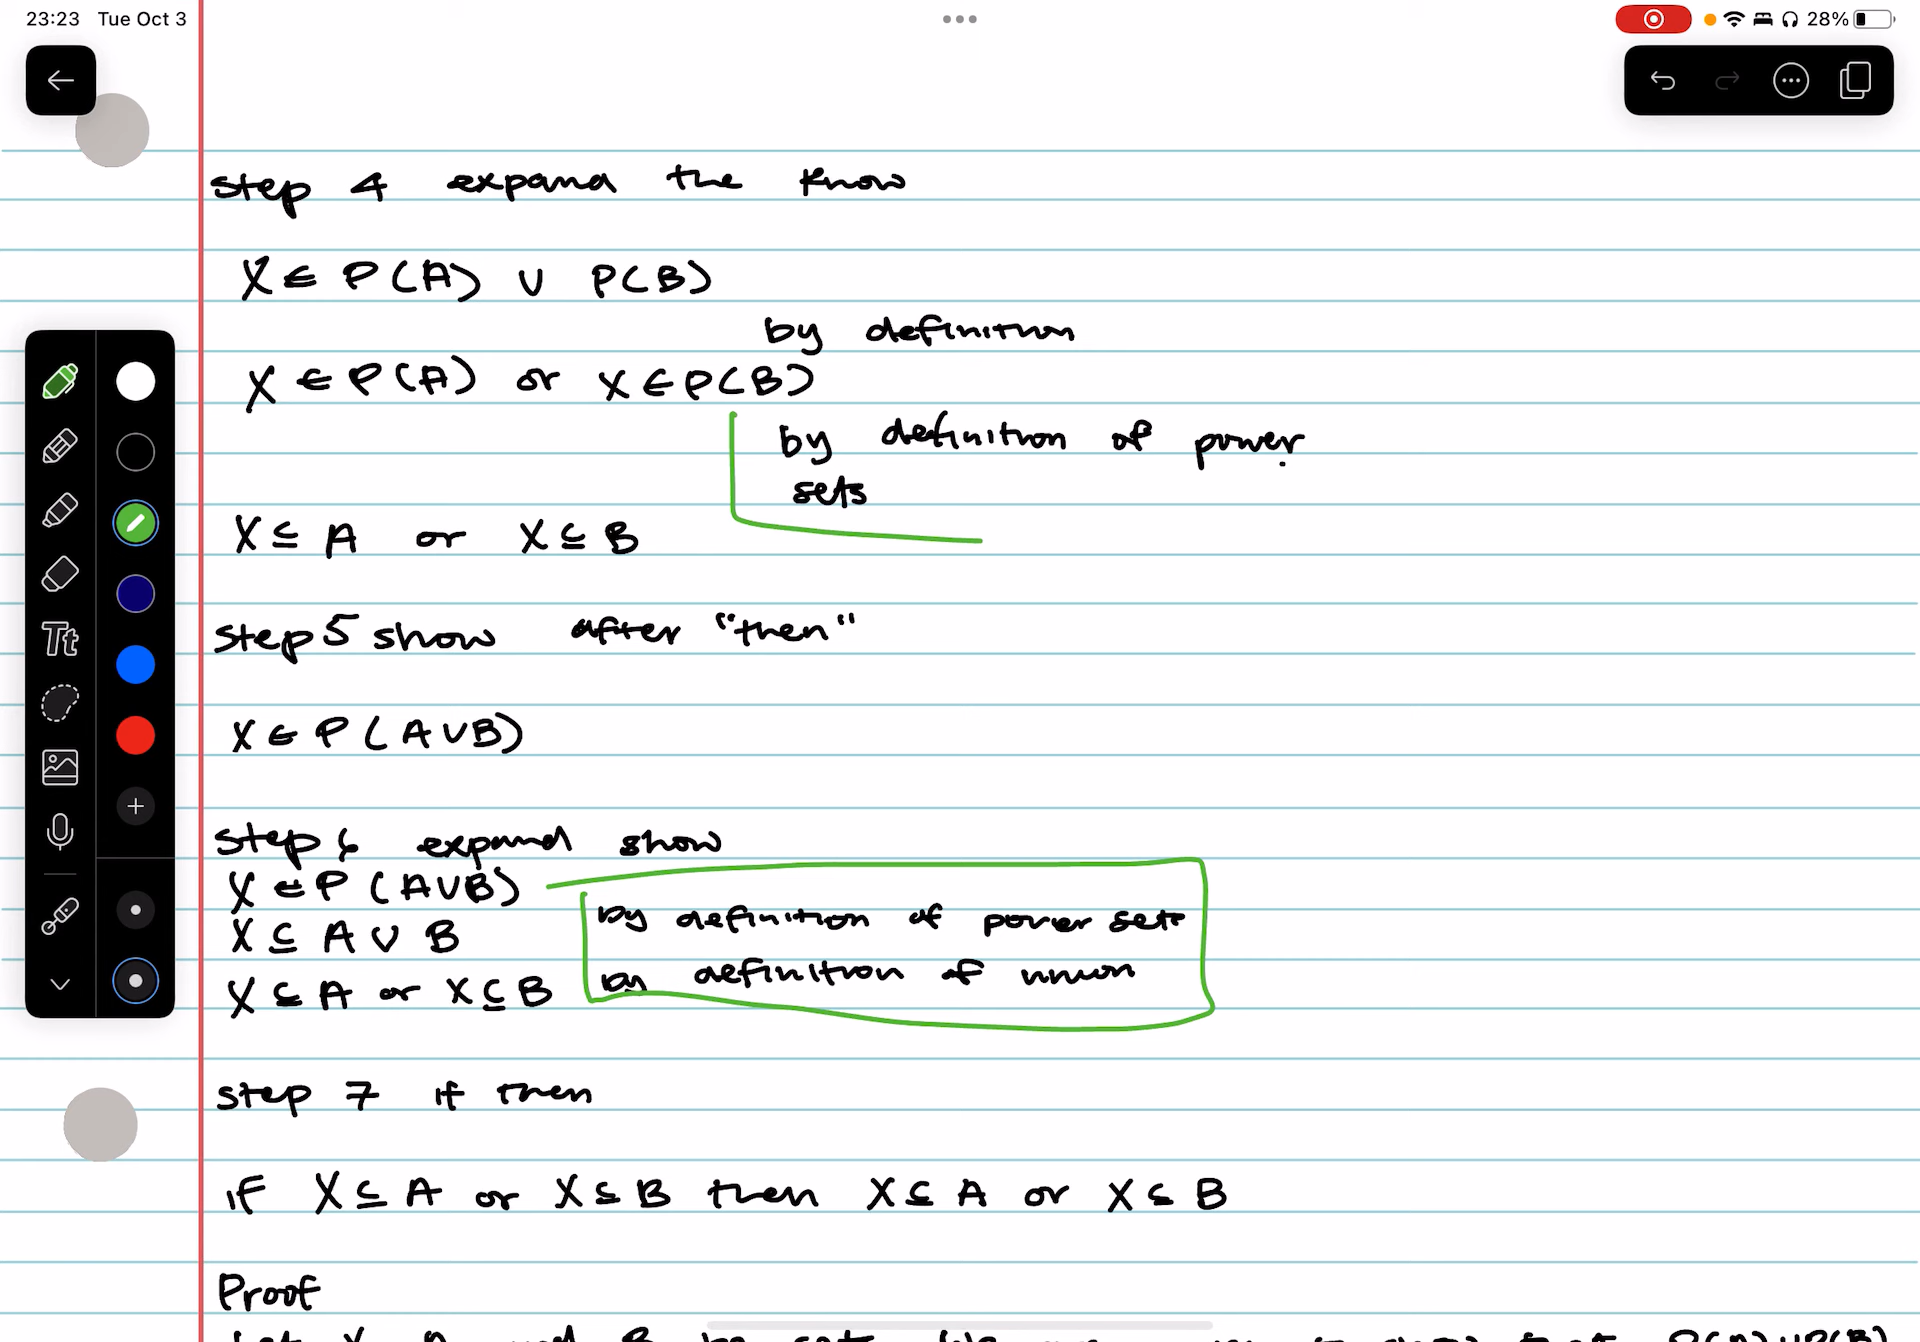 23:23 Tue Oct 3
28%
step 4 expand the know
X ∈ P(A) ∪ P(B)
by definition
X ∈ P(A) or X ∈ P(B)
by definition of power
sets
X ⊆ A or X ⊆ B
step 5 show after "then"
X ∈ P(A∪B)
step 6 expand show
X ∈ P(A∪B)
by definition of power sets
X ⊆ A ∪ B
by definition of union
X ⊆ A or X ⊆ B
step 7 if then
if X ⊆ A or X ⊆ B then X ⊆ A or X ⊆ B
Proof
Tt